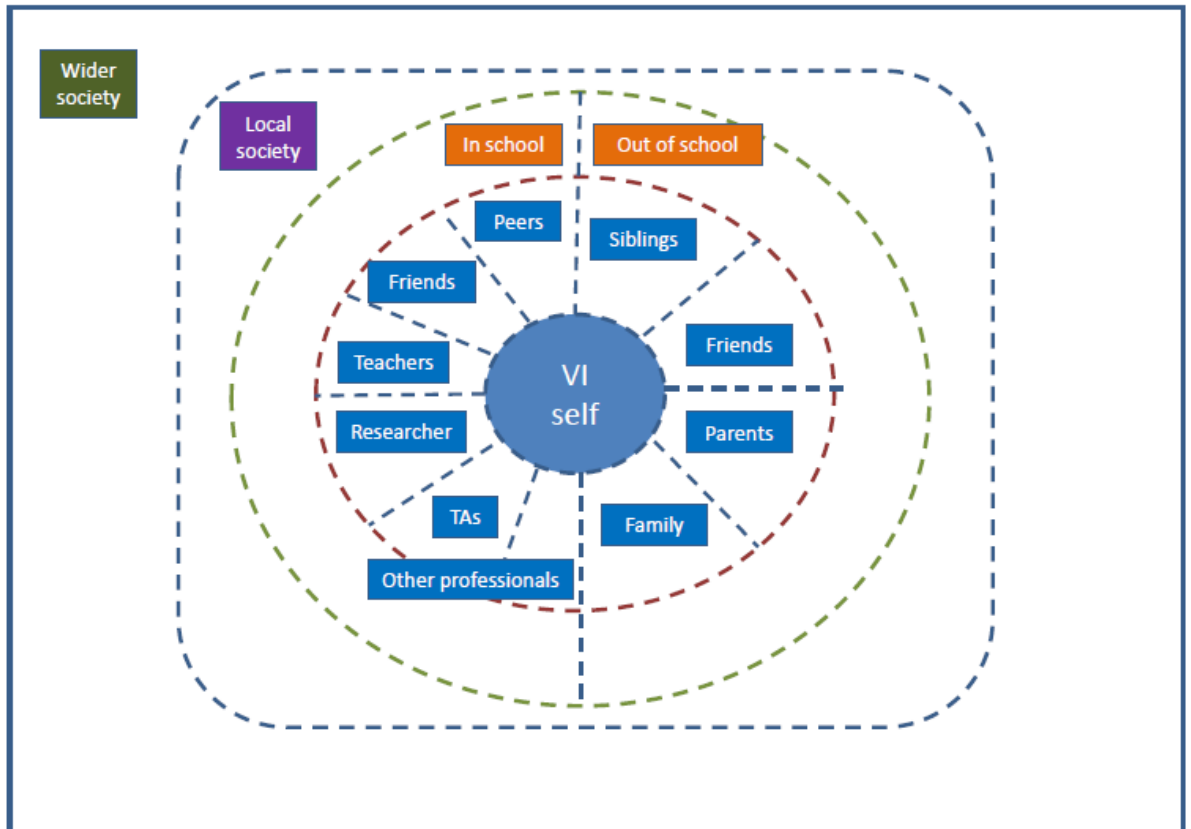 Wider
society
Local
society
In school
Out of school
Peers
Siblings
Friends
Friends
Teachers
VI
self
Researcher
Parents
TAs
Family
Other professionals